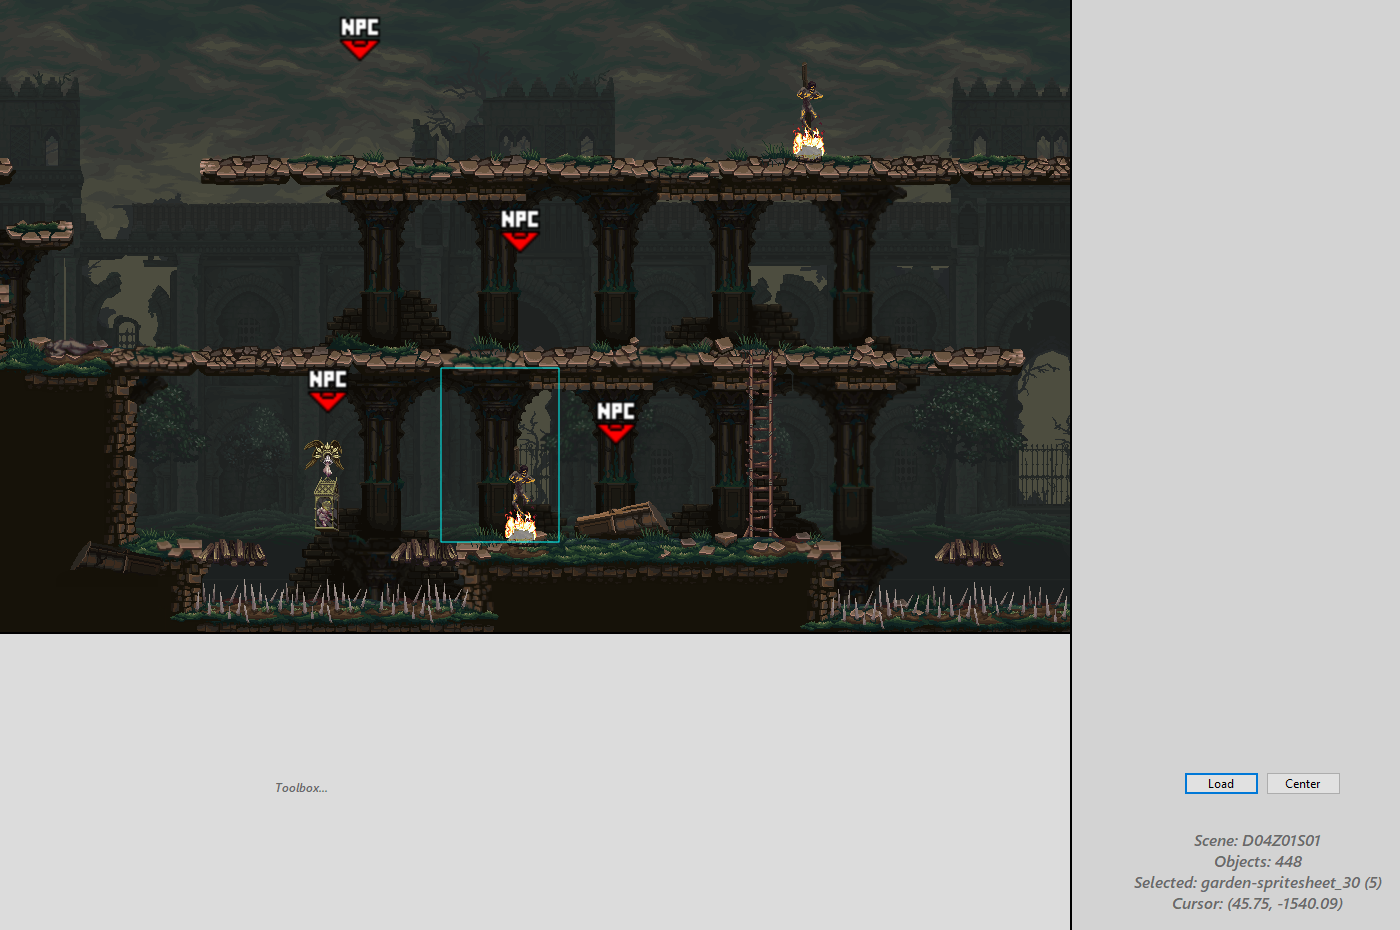 NPC
NPC
NPC
NPC
Toolbox...
Load
Center
Scene: D04Z01S01
Objects: 448
Selected: garden-spritesheet_30 (5)
Cursor: (45.75, -1540.09)